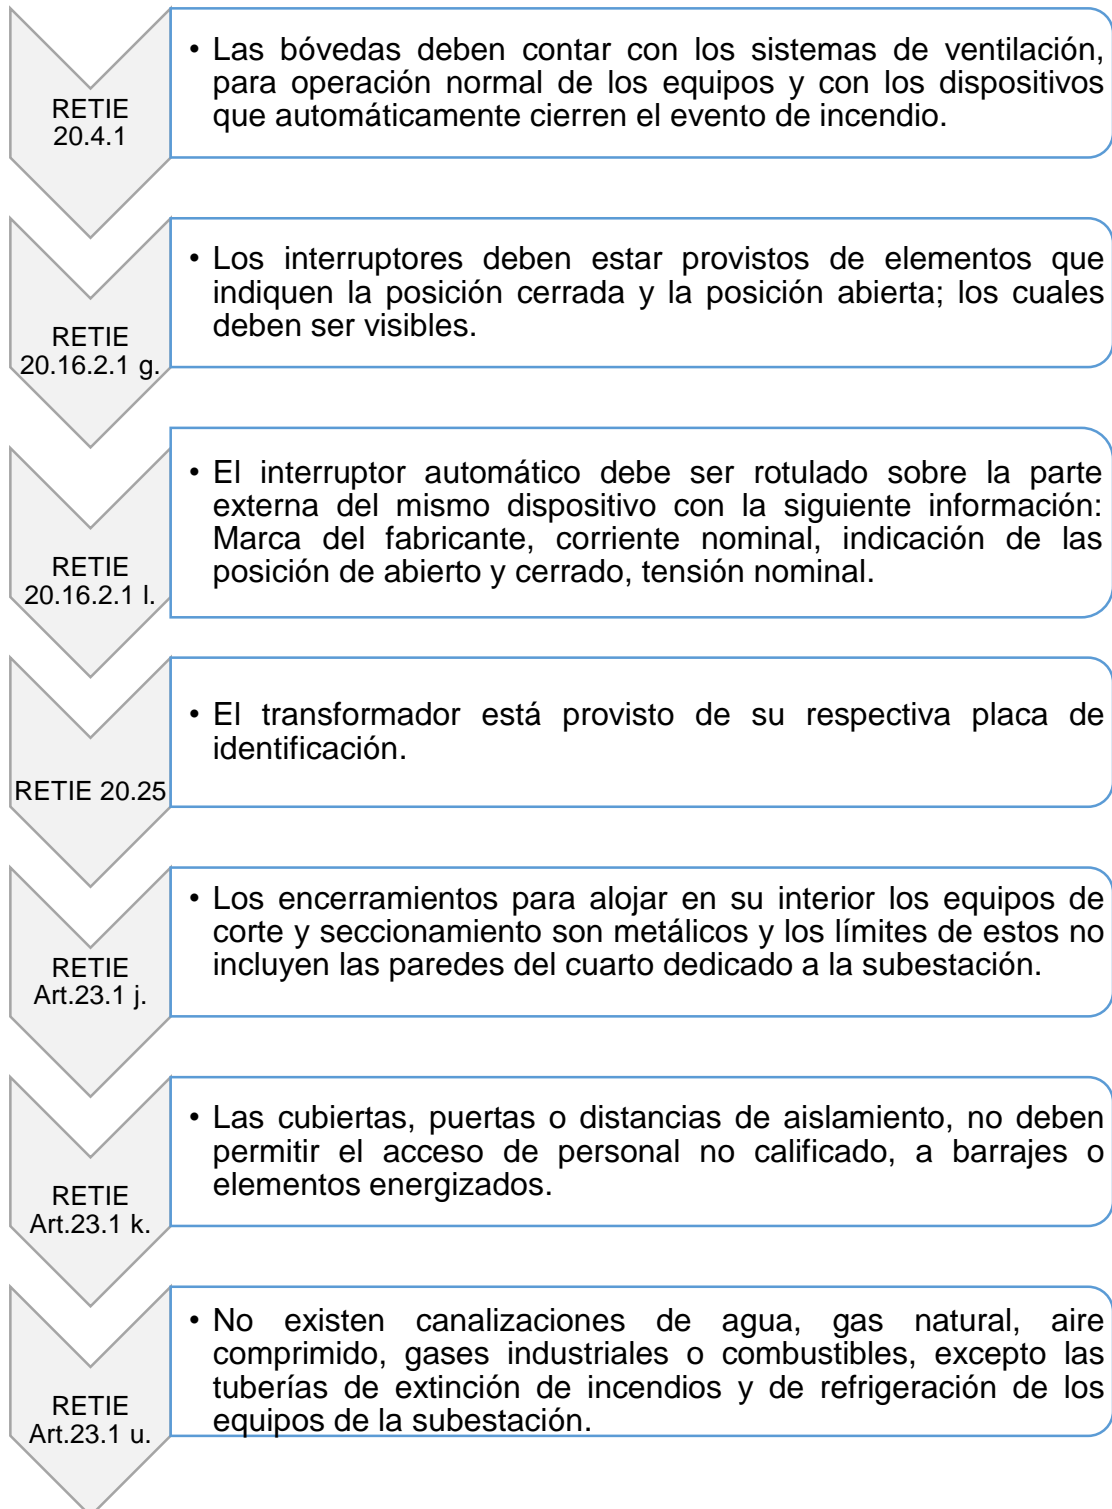 RETIE
20.4.1
• Las bóvedas deben contar con los sistemas de ventilación,
para operación normal de los equipos y con los dispositivos
que automáticamente cierren el evento de incendio.
RETIE
20.16.2.1 g.
• Los interruptores deben estar provistos de elementos que
indiquen la posición cerrada y la posición abierta; los cuales
deben ser visibles.
RETIE
20.16.2.1 l.
• El interruptor automático debe ser rotulado sobre la parte
externa del mismo dispositivo con la siguiente información:
Marca del fabricante, corriente nominal, indicación de las
posición de abierto y cerrado, tensión nominal.
RETIE 20.25
• El transformador está provisto de su respectiva placa de
identificación.
RETIE
Art.23.1 j.
• Los encerramientos para alojar en su interior los equipos de
corte y seccionamiento son metálicos y los límites de estos no
incluyen las paredes del cuarto dedicado a la subestación.
RETIE
Art.23.1 k.
• Las cubiertas, puertas o distancias de aislamiento, no deben
permitir el acceso de personal no calificado, a barrajes o
elementos energizados.
RETIE
Art.23.1 u.
• No existen canalizaciones de agua, gas natural, aire
comprimido, gases industriales o combustibles, excepto las
tuberías de extinción de incendios y de refrigeración de los
equipos de la subestación.